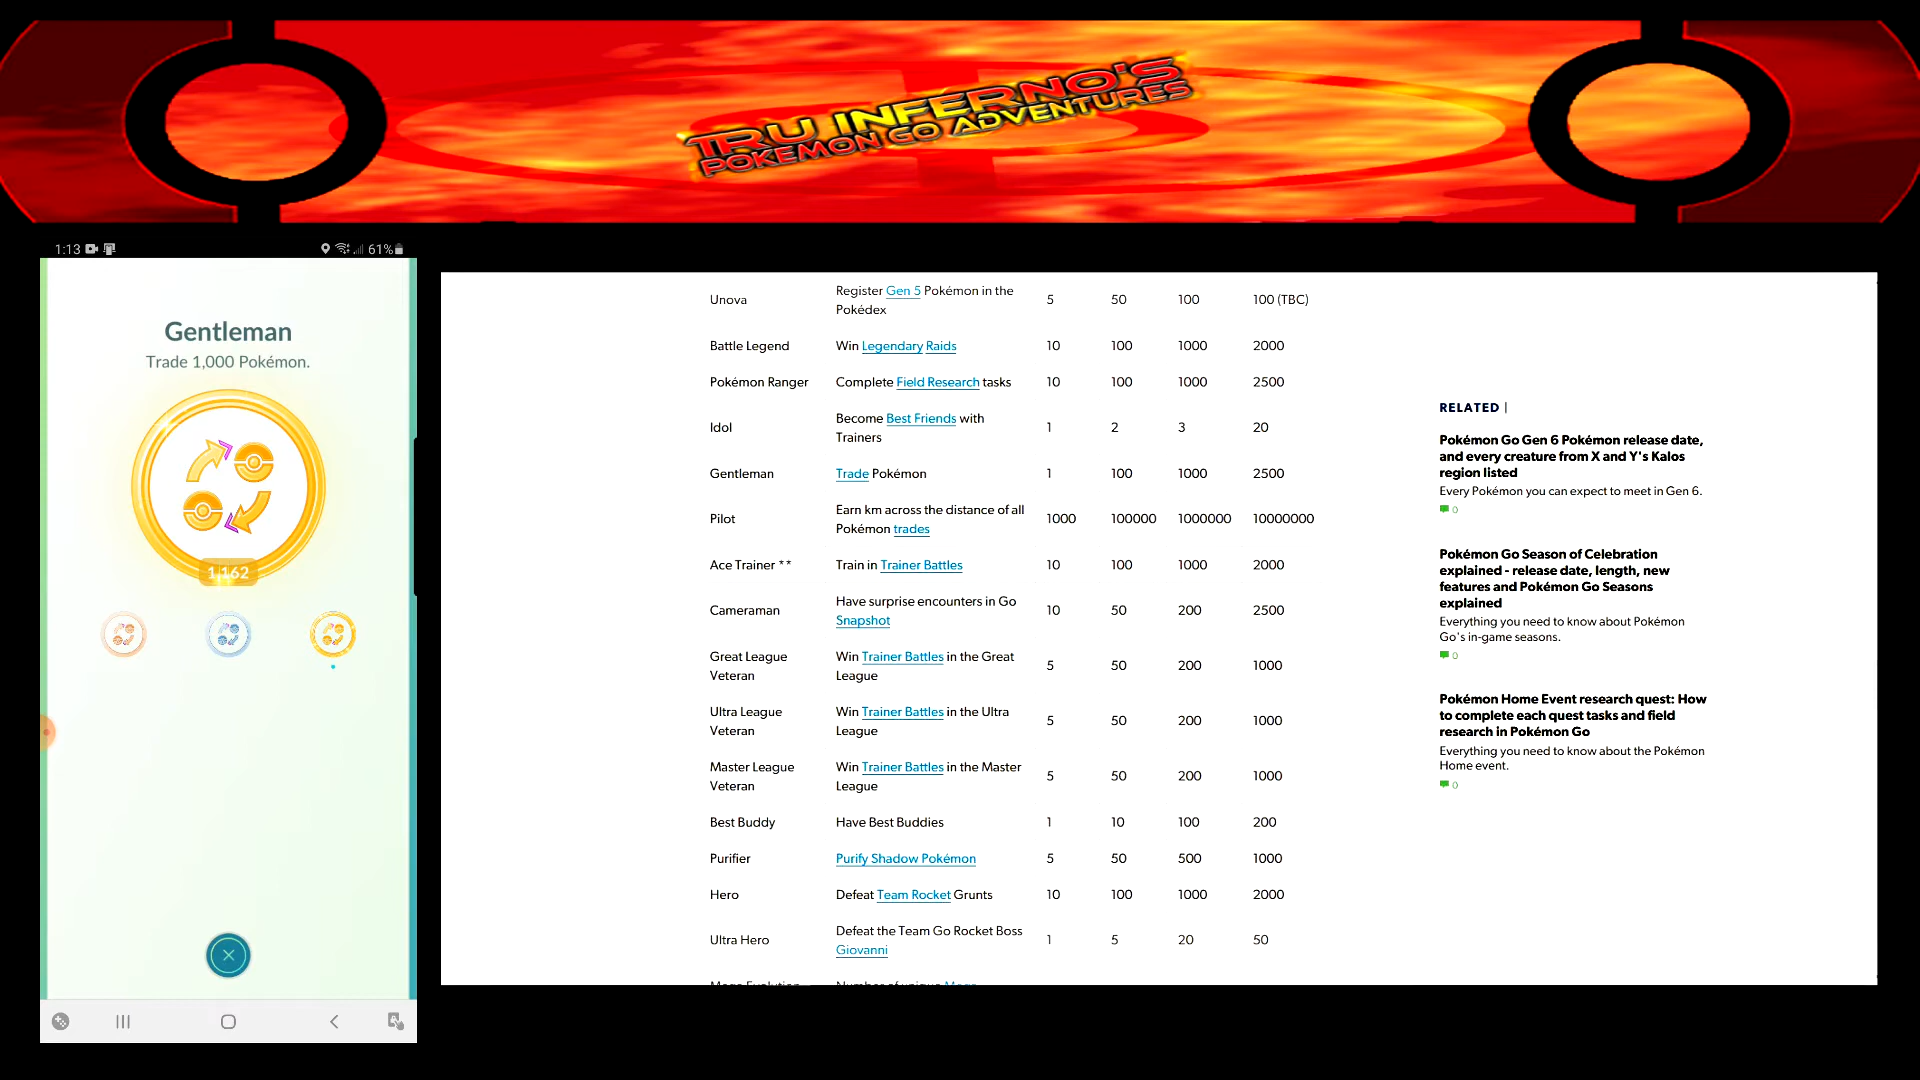 TRU INFERNO'S
POKEMON GO ADVENTURES
1:13
61%
Gentleman
Trade 1,000 Pokémon.
1,162
Unova Register Gen 5 Pokémon in the Pokédex 5 50 100 100 (TBC)
Battle Legend Win Legendary Raids 10 100 1000 2000
Pokémon Ranger Complete Field Research tasks 10 100 1000 2500
Idol Become Best Friends with Trainers 1 2 3 20
Gentleman Trade Pokémon 1 100 1000 2500
Pilot Earn km across the distance of all Pokémon trades 1000 100000 1000000 10000000
Ace Trainer ** Train in Trainer Battles 10 100 1000 2000
Cameraman Have surprise encounters in Go Snapshot 10 50 200 2500
Great League Veteran Win Trainer Battles in the Great League 5 50 200 1000
Ultra League Veteran Win Trainer Battles in the Ultra League 5 50 200 1000
Master League Veteran Win Trainer Battles in the Master League 5 50 200 1000
Best Buddy Have Best Buddies 1 10 100 200
Purifier Purify Shadow Pokémon 5 50 500 1000
Hero Defeat Team Rocket Grunts 10 100 1000 2000
Ultra Hero Defeat the Team Go Rocket Boss Giovanni 1 5 20 50
RELATED |
Pokémon Go Gen 6 Pokémon release date,
and every creature from X and Y's Kalos
region listed
Every Pokémon you can expect to meet in Gen 6.
0
Pokémon Go Season of Celebration
explained - release date, length, new
features and Pokémon Go Seasons
explained
Everything you need to know about Pokémon
Go's in-game seasons.
0
Pokémon Home Event research quest: How
to complete each quest tasks and field
research in Pokémon Go
Everything you need to know about the Pokémon
Home event.
0